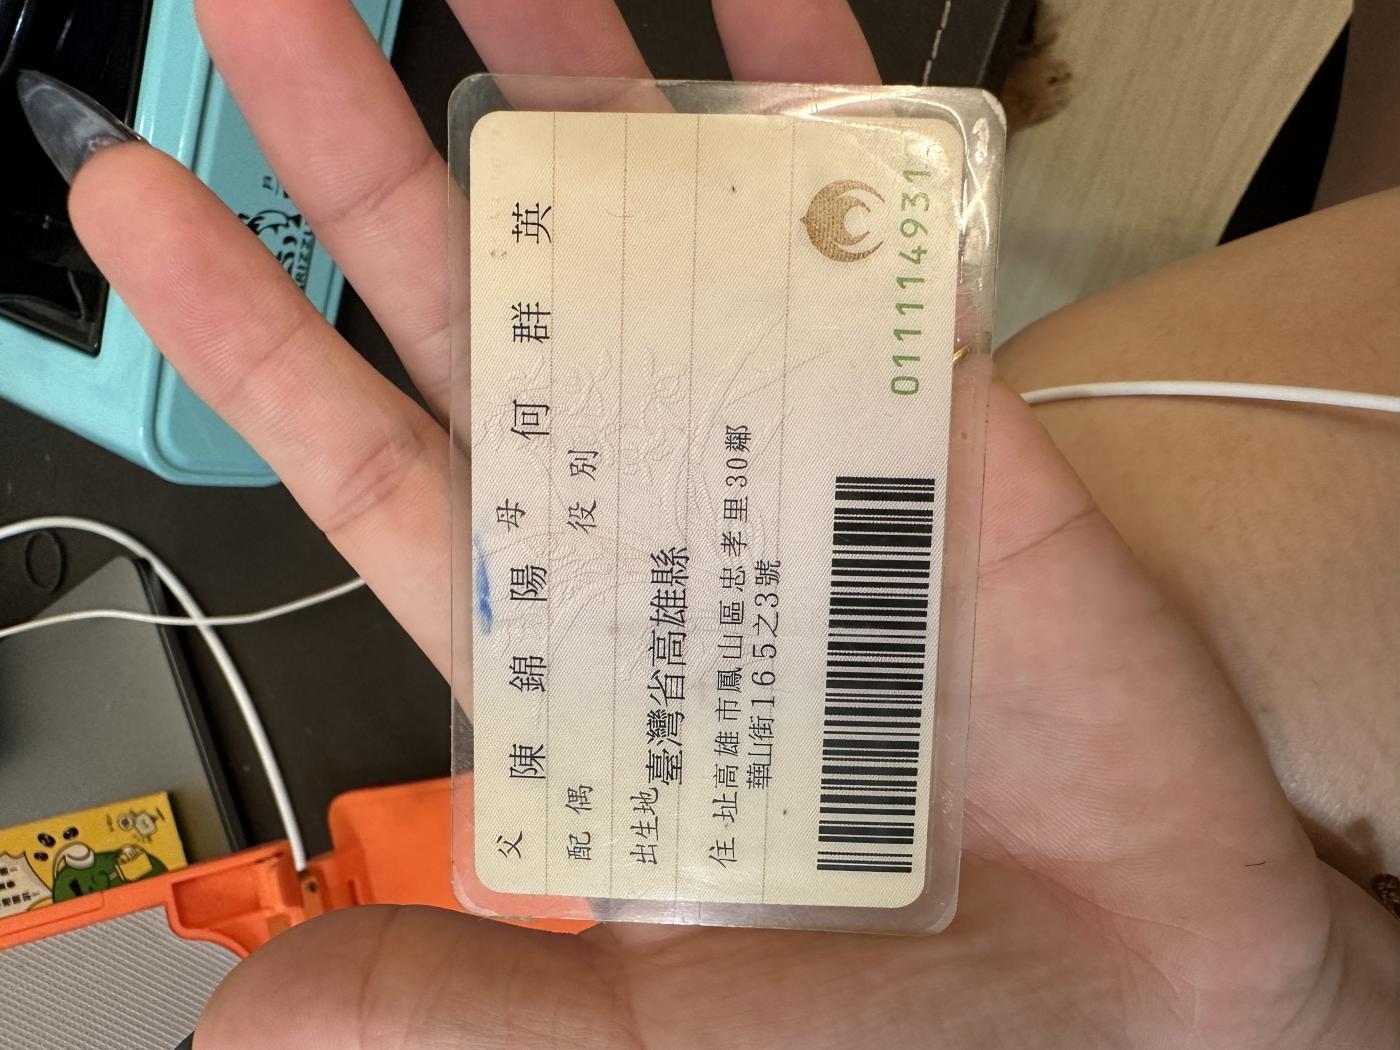 父 陳錦陽 母 何群英
配偶 役別
出生地 臺灣省高雄縣
住址 高雄市鳳山區忠孝里30鄰
華山街165之3號
011114931
RIZZ